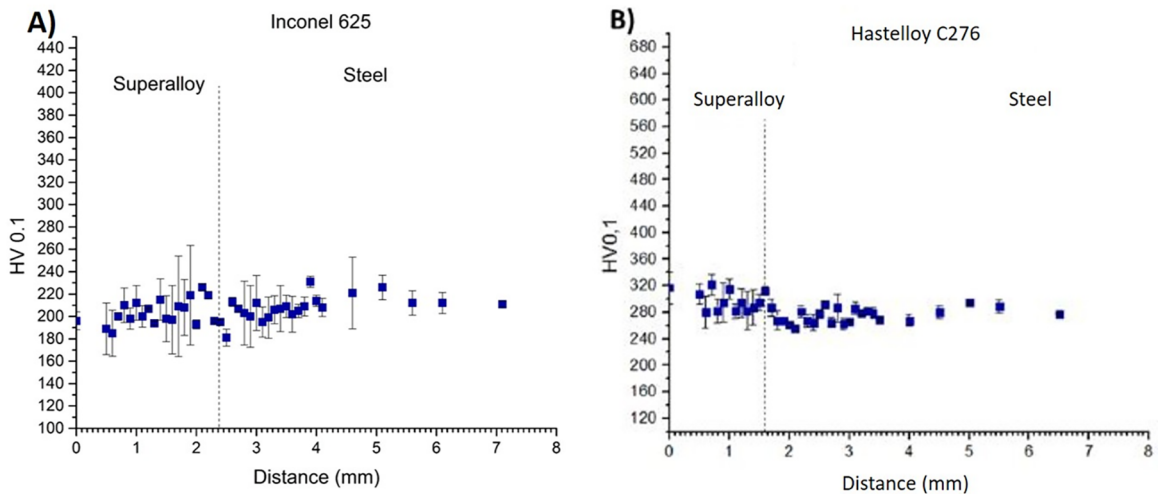 A)
Inconel 625
440
420
400
380
360
340
320
300
280
260
240
220
200
180
160
140
120
100
HV 0.1
Superalloy
Steel
0 1 2 3 4 5 6 7 8
Distance (mm)
B)
Hastelloy C276
680
640
600
560
520
480
440
400
360
320
280
240
200
160
120
HV0,1
Superalloy
Steel
0 1 2 3 4 5 6 7 8
Distance (mm)